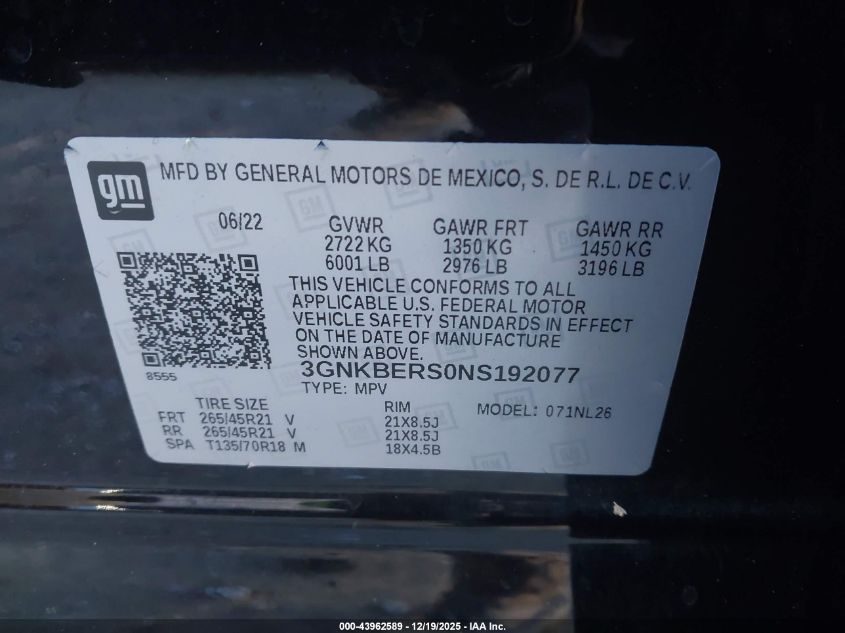 gm
MFD BY GENERAL MOTORS DE MEXICO, S. DE R.L. DE C.V.
06/22 GVWR GAWR FRT GAWR RR
2722 KG 1350 KG 1450 KG
6001 LB 2976 LB 3196 LB
THIS VEHICLE CONFORMS TO ALL
APPLICABLE U.S. FEDERAL MOTOR
VEHICLE SAFETY STANDARDS IN EFFECT
ON THE DATE OF MANUFACTURE
SHOWN ABOVE.
8555
3GNKBERS0NS192077
TYPE: MPV
TIRE SIZE RIM MODEL: 071NL26
FRT 265/45R21 V 21X8.5J
RR 265/45R21 V 21X8.5J
SPA T135/70R18 M 18X4.5B
000-43962589 - 12/19/2025 - IAA Inc.